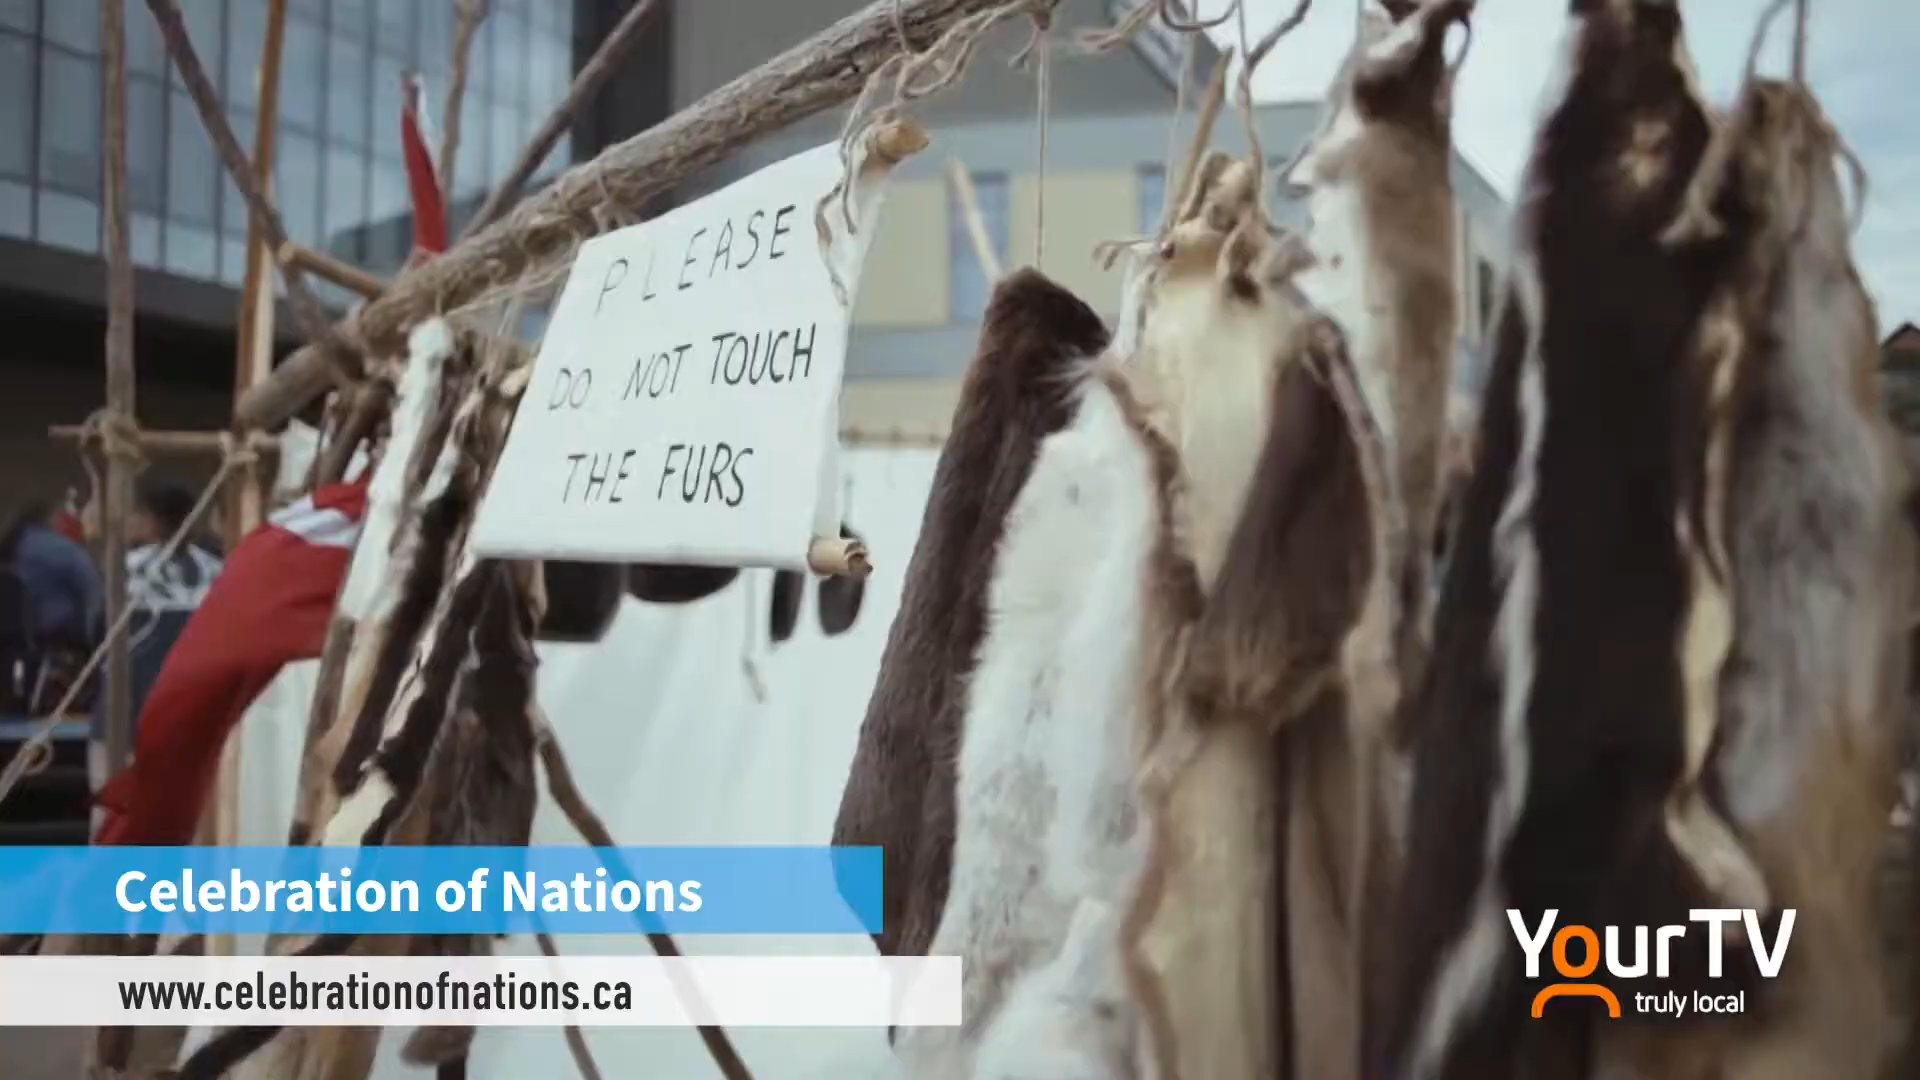 PLEASE
DO NOT TOUCH
THE FURS
Celebration of Nations
www.celebrationofnations.ca
YourTV
truly local